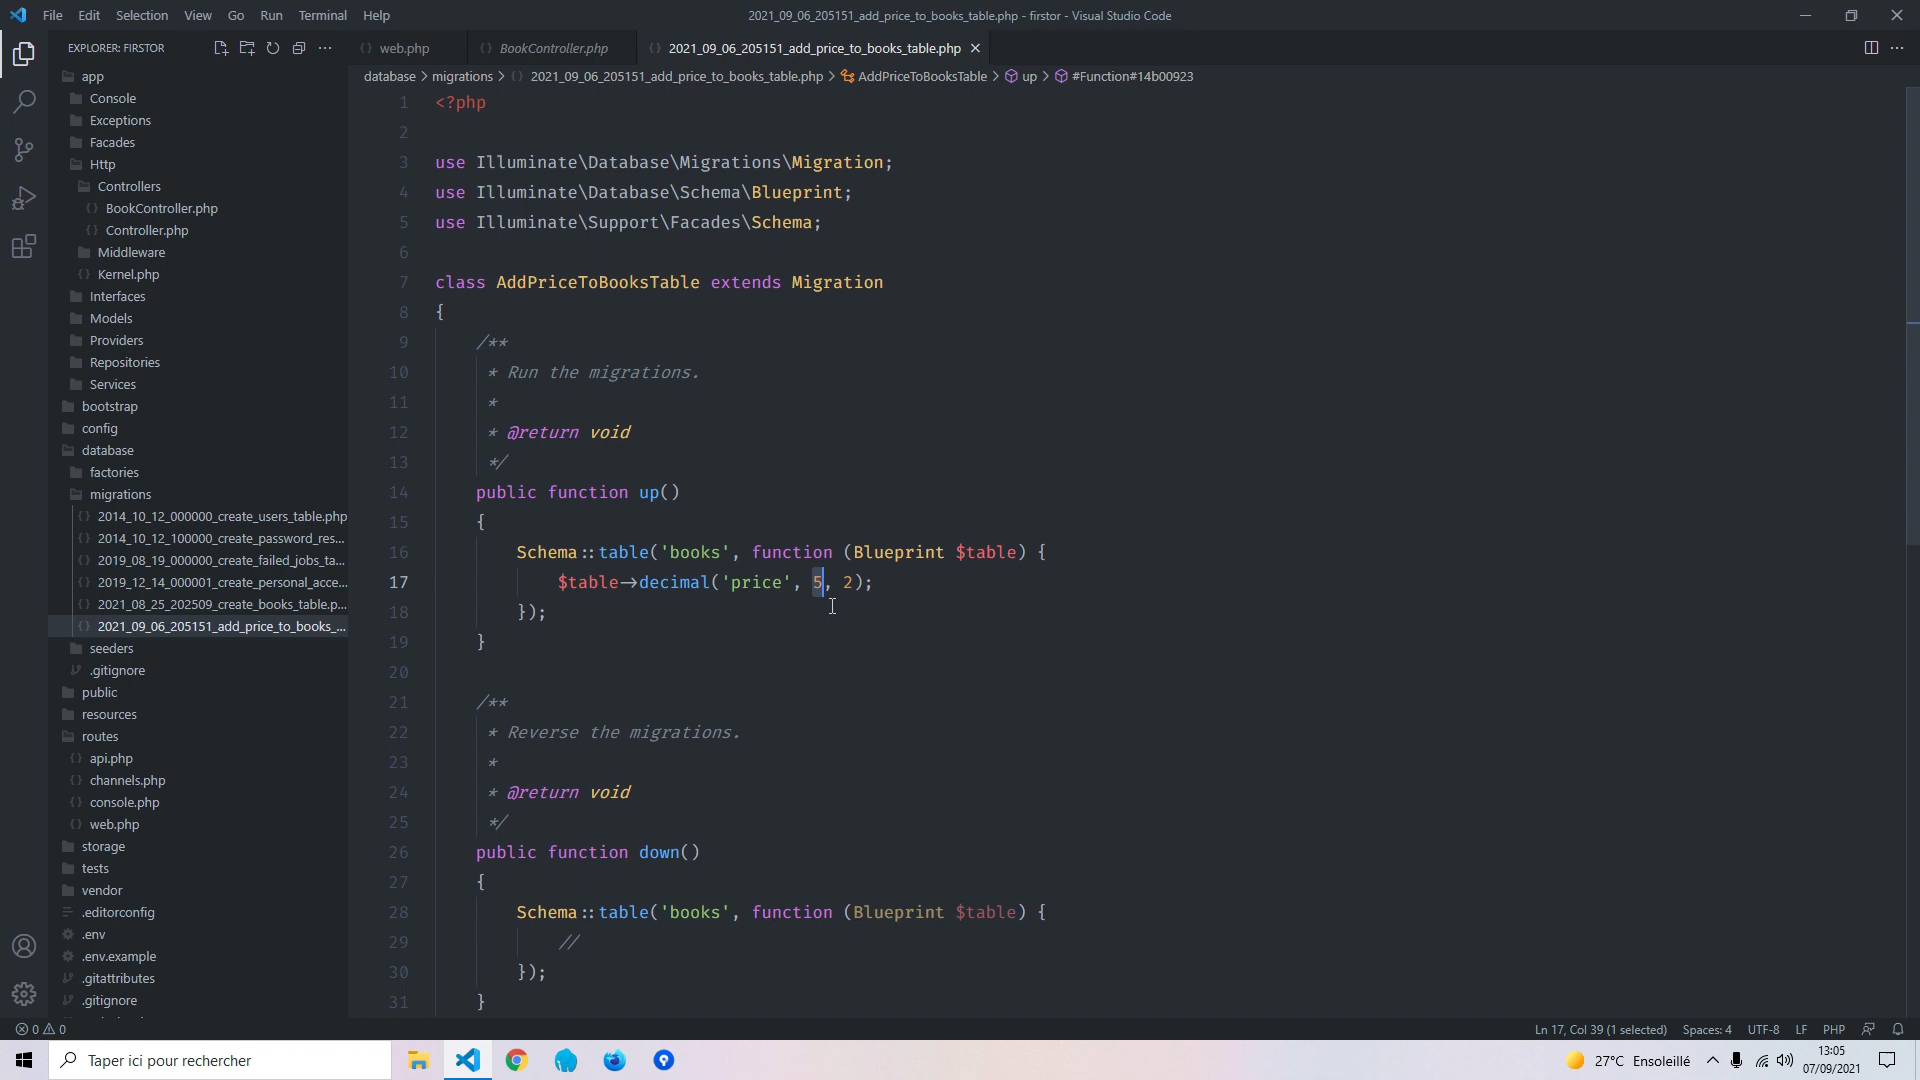 File Edit Selection View Go Run Terminal Help
2021_09_06_205151_add_price_to_books_table.php - firstor - Visual Studio Code
EXPLORER: FIRSTOR
web.php
BookController.php
2021_09_06_205151_add_price_to_books_table.php
database > migrations > 2021_09_06_205151_add_price_to_books_table.php > AddPriceToBooksTable > up > #Function#14b00923
app
Console
Exceptions
Facades
Http
Controllers
BookController.php
Controller.php
Middleware
Kernel.php
Interfaces
Models
Providers
Repositories
Services
bootstrap
config
database
factories
migrations
2014_10_12_000000_create_users_table.php
2014_10_12_100000_create_password_res...
2019_08_19_000000_create_failed_jobs_ta...
2019_12_14_000001_create_personal_acce...
2021_08_25_202509_create_books_table.p...
2021_09_06_205151_add_price_to_books_...
seeders
.gitignore
public
resources
routes
api.php
channels.php
console.php
web.php
storage
tests
vendor
.editorconfig
.env
.env.example
.gitattributes
.gitignore
1 <?php
2
3 use Illuminate\Database\Migrations\Migration;
4 use Illuminate\Database\Schema\Blueprint;
5 use Illuminate\Support\Facades\Schema;
6
7 class AddPriceToBooksTable extends Migration
8 {
9 /**
10 * Run the migrations.
11 *
12 * @return void
13 */
14 public function up()
15 {
16 Schema::table('books', function (Blueprint $table) {
17 $table->decimal('price', 5, 2);
18 });
19 }
20
21 /**
22 * Reverse the migrations.
23 *
24 * @return void
25 */
26 public function down()
27 {
28 Schema::table('books', function (Blueprint $table) {
29 //
30 });
31 }
0 0
Ln 17, Col 39 (1 selected) Spaces: 4 UTF-8 LF PHP
Taper ici pour rechercher
27°C Ensoleillé
13:05
07/09/2021